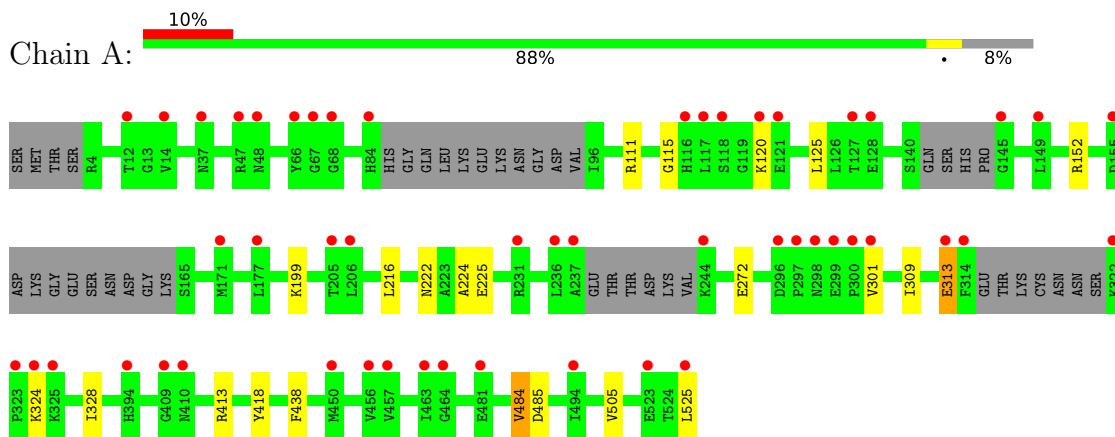 10%
Chain A:
88%
•
8%
SER MET THR SER R4 T12 G13 V14 N37 R47 N48 Y66 G67 G68 H84 HIS GLY GLN LEU LYS GLU LYS ASN GLY ASP VAL I96 R111 G115 H116 L117 S118 G119 K120 E121 L125 L126 T127 E128 S140 GLN SER HIS PRO G145 L149 R152 D155
ASP LYS GLY GLU SER ASN ASP GLY LYS S165 M171 L177 K199 T205 L206 L216 N222 A223 A224 E225 R231 L236 A237 GLU THR THR ASP LYS VAL K244 E272 D296 P297 N298 E299 P300 V301 I309 E313 F314 GLU THR LYS CYS ASN ASN SER K322
P323 K324 K325 I328 H394 G409 N410 R413 Y418 F438 M450 V456 V457 I463 G464 E481 V484 D485 I494 V505 E523 T524 L525